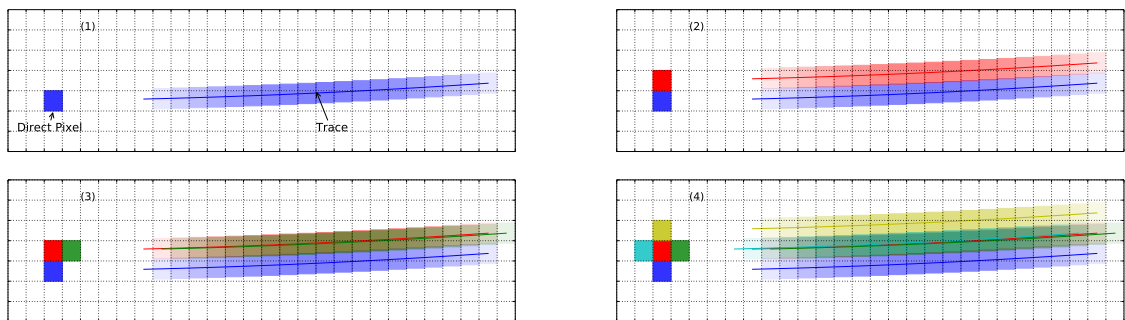 (1)
(2)
Direct Pixel
Trace
(3)
(4)